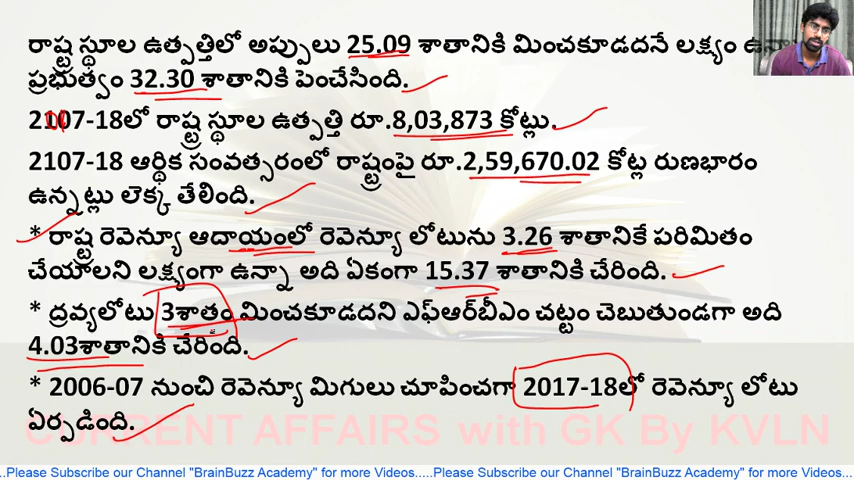 రాష్ట్ర స్థూల ఉత్పత్తిలో అప్పులు 25.09 శాతానికి మించకూడదనే లక్ష్యం
ప్రభుత్వం 32.30 శాతానికి పెంచేసింది.
2107-18లో రాష్ట్ర స్థూల ఉత్పత్తి రూ.8,03,873 కోట్లు.
2107-18 ఆర్థిక సంవత్సరంలో రాష్ట్రంపై రూ.2,59,670.02 కోట్ల రుణభారం
ఉన్నట్లు లెక్క తేలింది.
* రాష్ట్ర రెవెన్యూ ఆదాయంలో రెవెన్యూ లోటును 3.26 శాతానికే పరిమితం
చేయాలని లక్ష్యంగా ఉన్నా అది ఏకంగా 15.37 శాతానికి చేరింది.
* ద్రవ్యలోటు 3శాతం మించకూడదని ఎఫ్ఆర్‌బీఎం చట్టం చెబుతుండగా అది
4.03శాతానికి చేరింది.
* 2006-07 నుంచి రెవెన్యూ మిగులు చూపించగా 2017-18లో రెవెన్యూ లోటు
ఏర్పడింది.
CURRENT AFFAIRS with GK By KVLN
...Please Subscribe our Channel "BrainBuzz Academy" for more Videos.....Please Subscribe our Channel "BrainBuzz Academy" for more Videos...